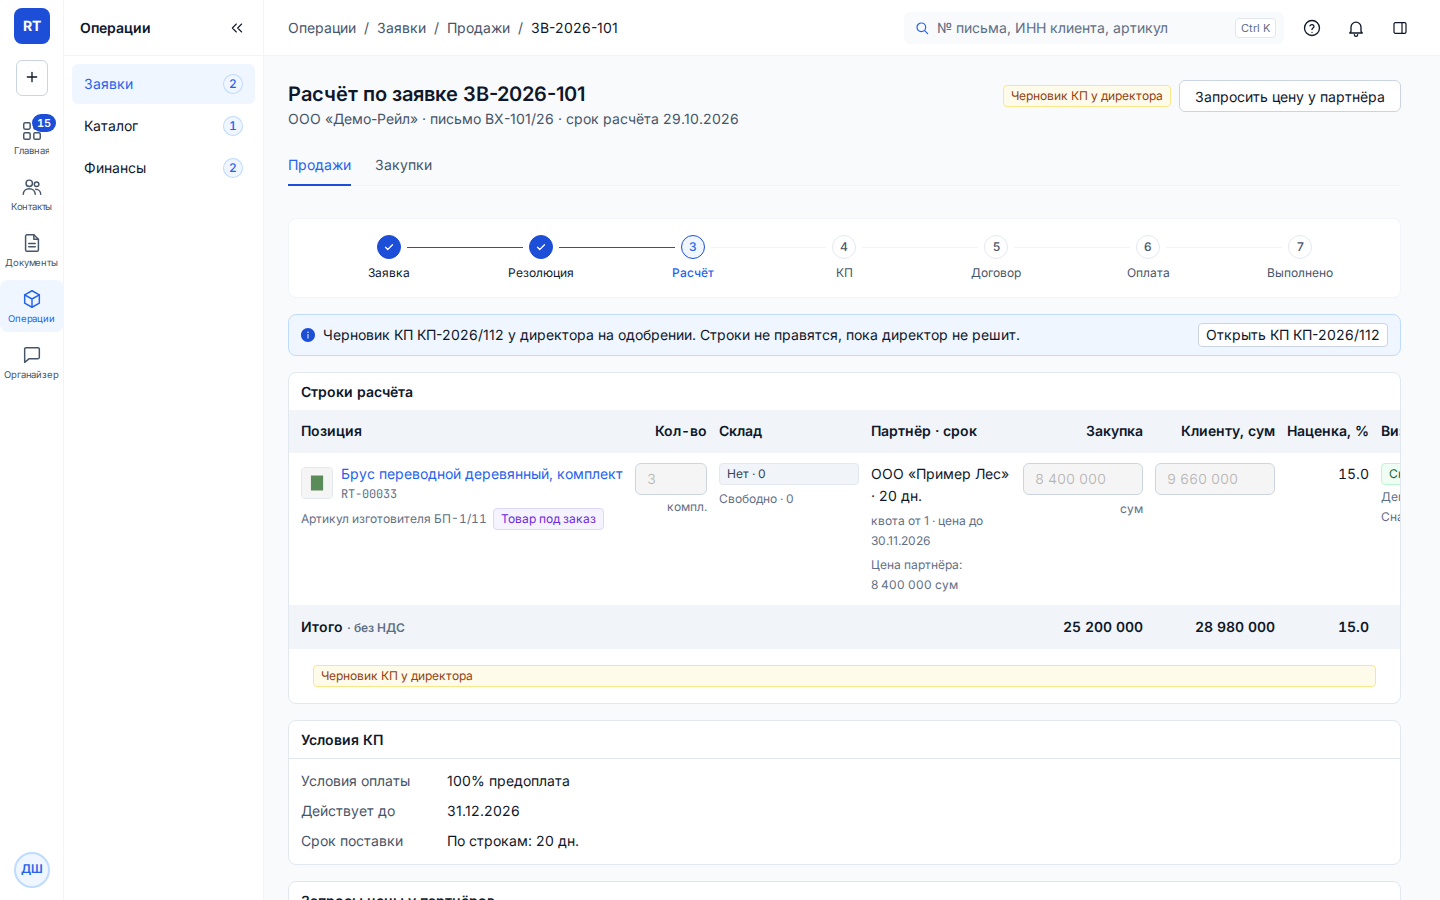 RT
Операции
Операции / Заявки / Продажи / ЗВ-2026-101
№ письма, ИНН клиента, артикул
Ctrl K
15
Главная
Контакты
Документы
Операции
Органайзер
ДШ
Заявки 2
Каталог 1
Финансы 2
Расчёт по заявке ЗВ-2026-101
ООО «Демо-Рейл» · письмо ВХ-101/26 · срок расчёта 29.10.2026
Черновик КП у директора
Запросить цену у партнёра
Продажи Закупки
3 4 5 6 7
Заявка Резолюция Расчёт КП Договор Оплата Выполнено
Черновик КП КП-2026/112 у директора на одобрении. Строки не правятся, пока директор не решит.
Открыть КП КП-2026/112
Строки расчёта
Позиция Кол-во Склад Партнёр · срок Закупка Клиенту, сум Наценка, %
Брус переводной деревянный, комплект
RT-00033
Артикул изготовителя БП-1/11 Товар под заказ
3
компл.
Нет · 0
Свободно · 0
ООО «Пример Лес»
· 20 дн.
квота от 1 · цена до
30.11.2026
Цена партнёра:
8 400 000 сум
8 400 000
сум
9 660 000
15.0
Итого · без НДС 25 200 000 28 980 000 15.0
Черновик КП у директора
Условия КП
Условия оплаты 100% предоплата
Действует до 31.12.2026
Срок поставки По строкам: 20 дн.